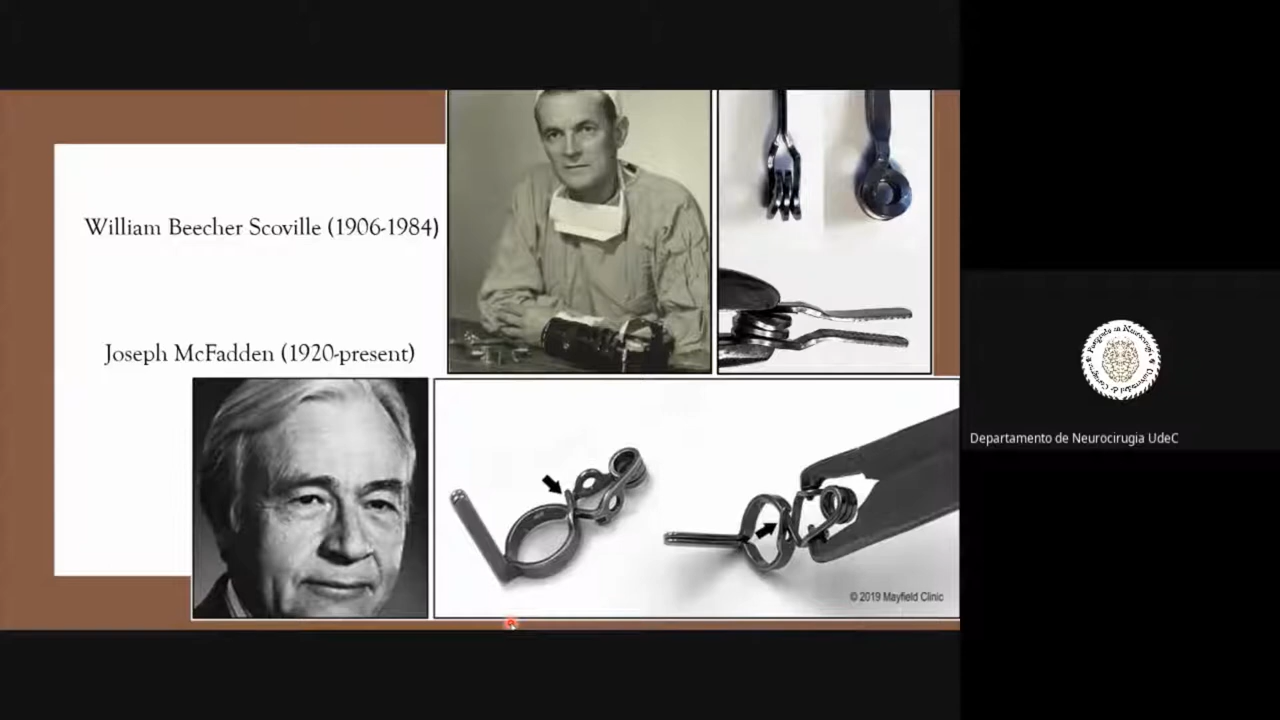 William Beecher Scoville (1906-1984)
Joseph McFadden (1920-present)
© 2019 Mayfield Clinic
Departamento de Neurocirugia UdeC